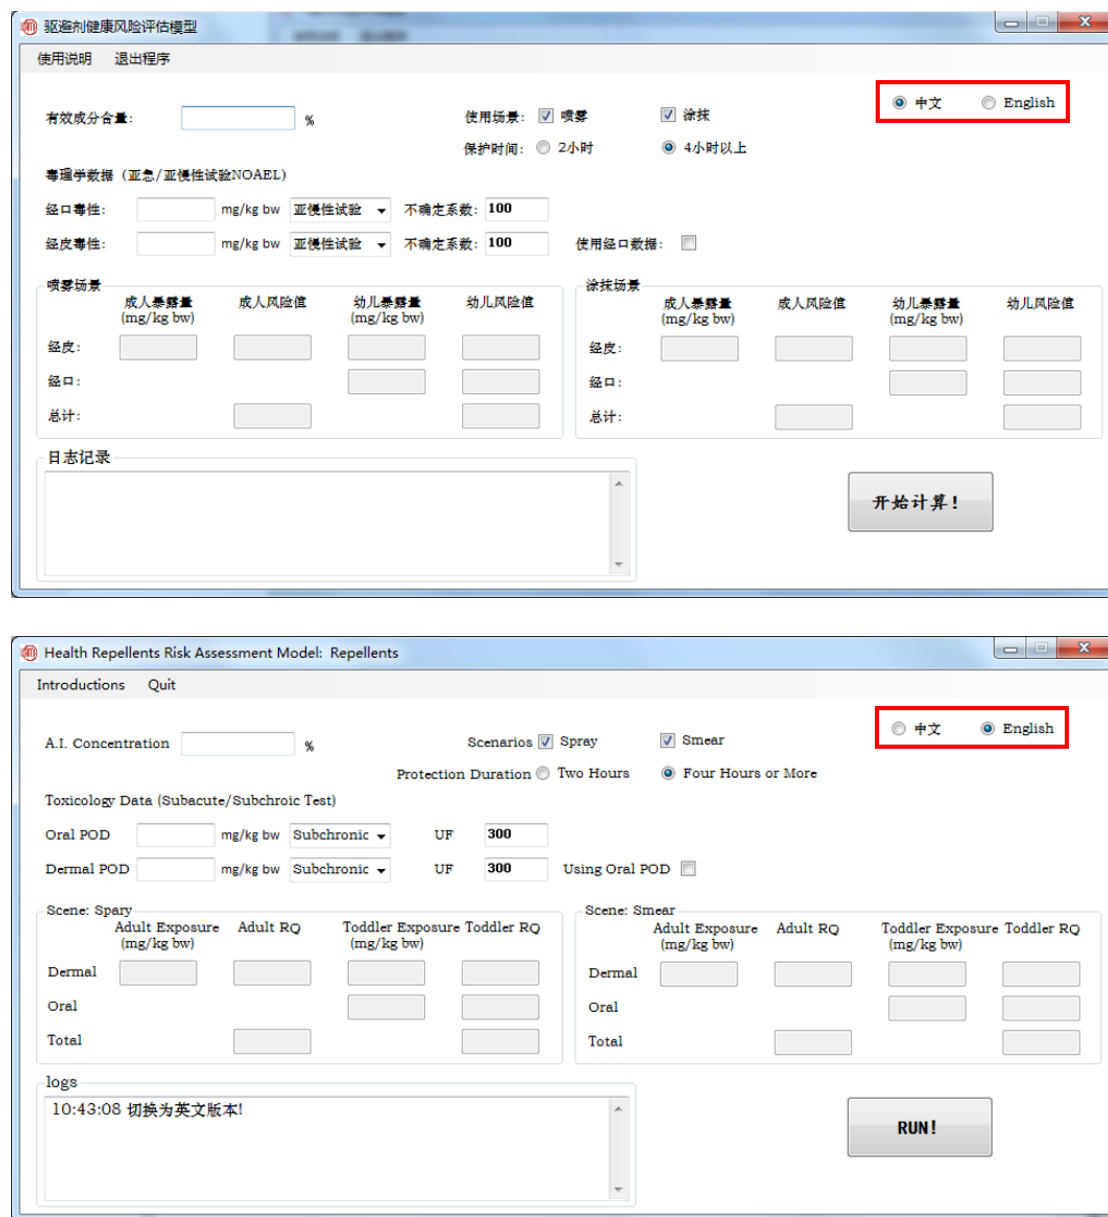 驱避剂健康风险评估模型
使用说明 退出程序
中文 English
有效成分含量: % 使用场景: 喷雾 涂抹
保护时间: 2小时 4小时以上
毒理学数据 (亚急/亚慢性试验NOAEL)
经口毒性: mg/kg bw 亚慢性试验 不确定系数: 100
经皮毒性: mg/kg bw 亚慢性试验 不确定系数: 100 使用经口数据:
喷雾场景
成人暴露量 成人风险值 幼儿暴露量 幼儿风险值
(mg/kg bw) (mg/kg bw)
经皮:
经口:
总计:
涂抹场景
成人暴露量 成人风险值 幼儿暴露量 幼儿风险值
(mg/kg bw) (mg/kg bw)
经皮:
经口:
总计:
日志记录
开始计算!
Health Repellents Risk Assessment Model: Repellents
Introductions Quit
中文 English
A.I. Concentration % Scenarios Spray Smear
Protection Duration Two Hours Four Hours or More
Toxicology Data (Subacute/Subchroic Test)
Oral POD mg/kg bw Subchronic UF 300
Dermal POD mg/kg bw Subchronic UF 300 Using Oral POD
Scene: Spary
Adult Exposure Adult RQ Toddler Exposure Toddler RQ
(mg/kg bw) (mg/kg bw)
Dermal
Oral
Total
Scene: Smear
Adult Exposure Adult RQ Toddler Exposure Toddler RQ
(mg/kg bw) (mg/kg bw)
Dermal
Oral
Total
logs
10:43:08 切换为英文版本!
RUN!